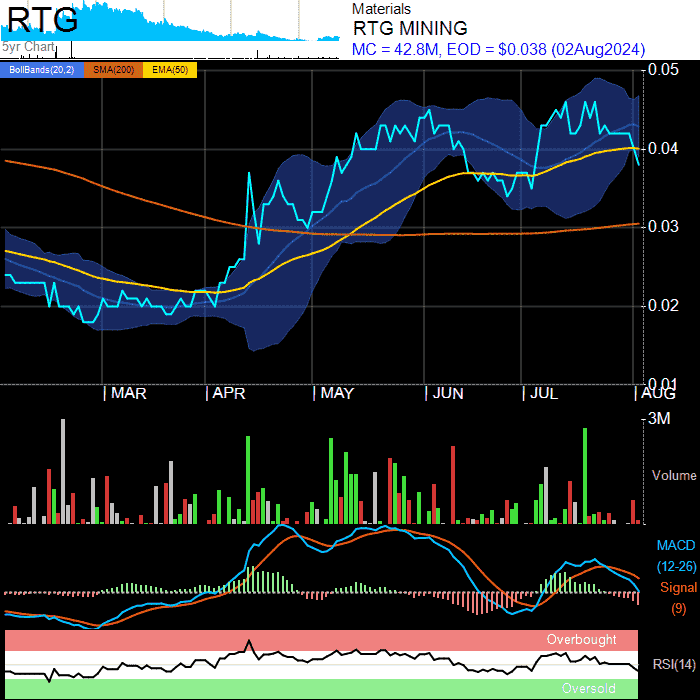 RTG
5yr Chart
Materials
RTG MINING
MC = 42.8M, EOD = $0.038 (02Aug2024)
BollBands(20,2) SMA(200) EMA(50)
0.05
0.04
0.03
0.02
0.01
MAR APR MAY JUN JUL AUG
3M
Volume
MACD
(12-26)
Signal
(9)
Overbought
RSI(14)
Oversold